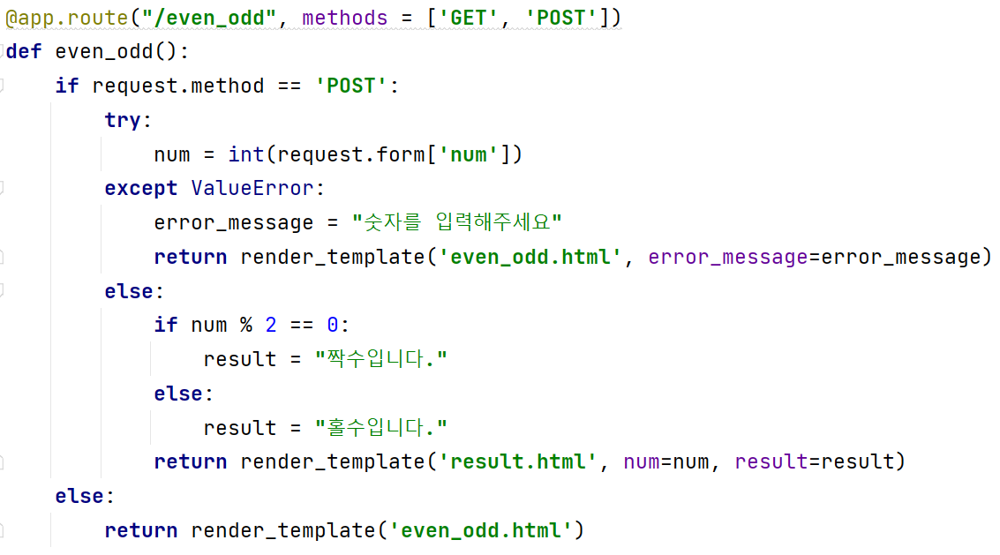 @app.route("/even_odd", methods = ['GET', 'POST'])
def even_odd():
    if request.method == 'POST':
        try:
            num = int(request.form['num'])
        except ValueError:
            error_message = "숫자를 입력해주세요"
            return render_template('even_odd.html', error_message=error_message)
        else:
            if num % 2 == 0:
                result = "짝수입니다."
            else:
                result = "홀수입니다."
            return render_template('result.html', num=num, result=result)
    else:
        return render_template('even_odd.html')